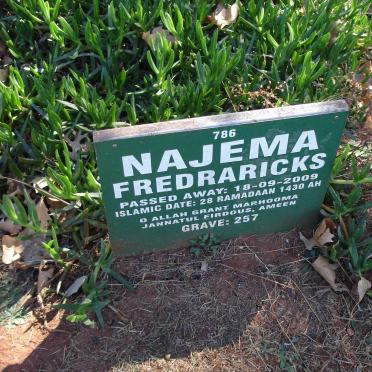 786
NAJEMA
FREDRARICKS
PASSED AWAY: 18-09-2009
ISLAMIC DATE: 28 RAMADAAN 1430 AH
O ALLAH GRANT MARHOOMA
JANNATUL FIRDOUS, AMEEN
GRAVE: 257